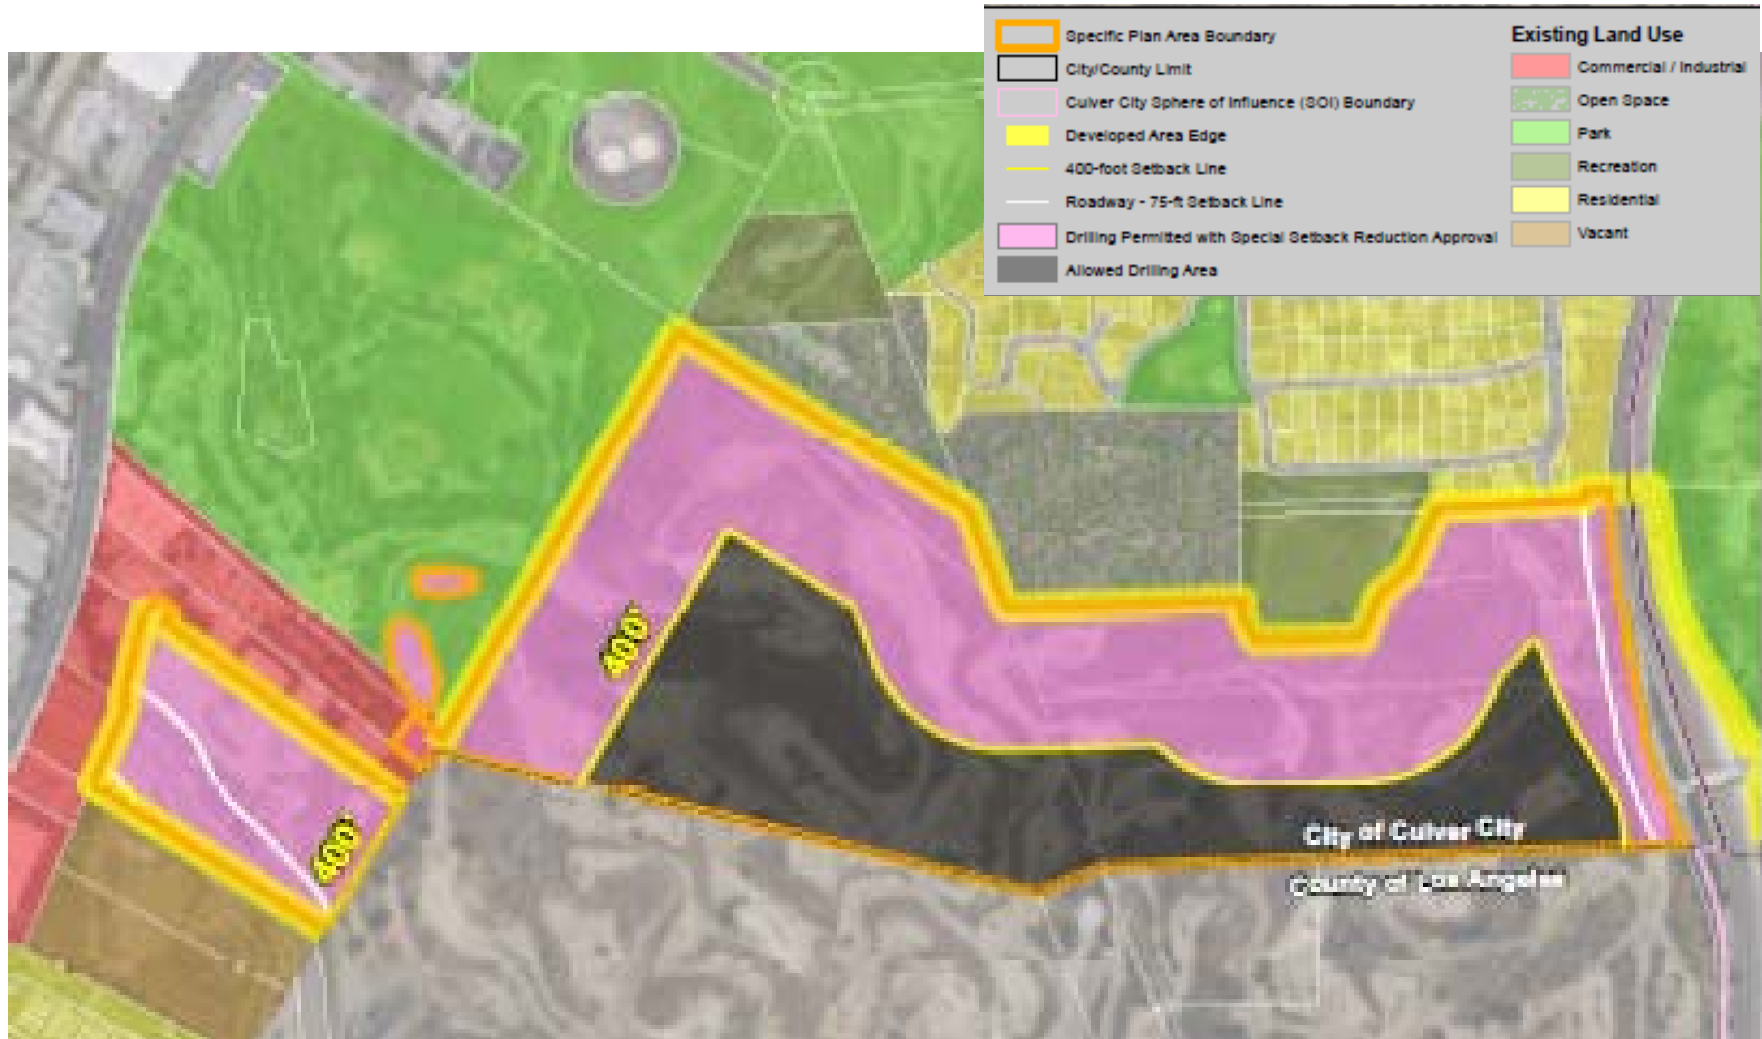 Specific Plan Area Boundary
City/County Limit
Culver City Sphere of Influence (SOI) Boundary
Developed Area Edge
400-foot Setback Line
Roadway - 75-ft Setback Line
Drilling Permitted with Special Setback Reduction Approval
Allowed Drilling Area
Existing Land Use
Commercial / Industrial
Open Space
Park
Recreation
Residential
Vacant
400'
400'
City of Culver City
County of Los Angeles